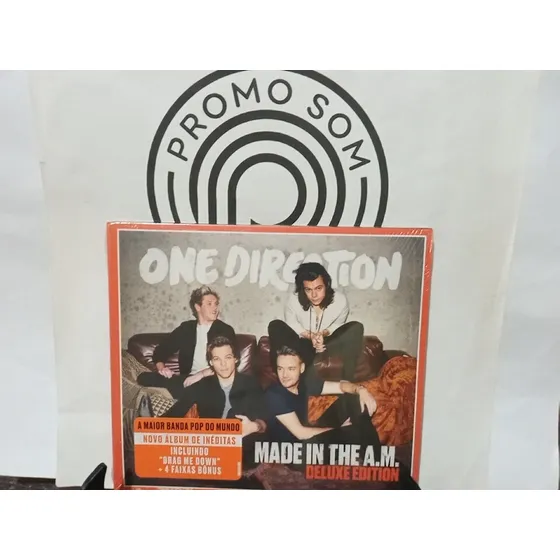 PROMO SOM
ONE DIRECTION
A MAIOR BANDA POP DO MUNDO
NOVO ÁLBUM DE INÉDITAS
INCLUINDO
"DRAG ME DOWN"
+ 4 FAIXAS BÔNUS
MADE IN THE A.M.
DELUXE EDITION